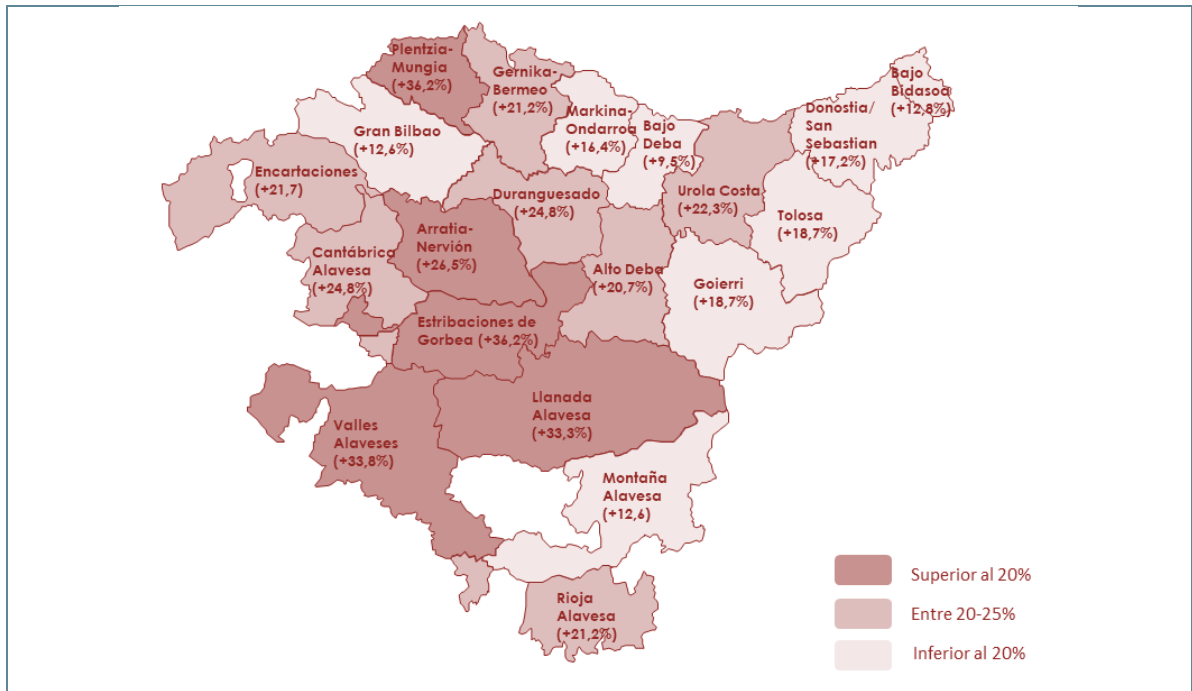 Plentzia-
Mungia
(+36,2%)
Gernika-
Bermeo
(+21,2%)
Markina-
Ondarroa
(+16,4%)
Bajo
Deba
(+9,5%)
Donostia/
San
Sebastian
(+17,2%)
Bajo
Bidasoa
(+12,8%)
Gran Bilbao
(+12,6%)
Encartaciones
(+21,7)
Duranguesado
(+24,8%)
Urola Costa
(+22,3%)
Tolosa
(+18,7%)
Arratia-
Nervión
(+26,5%)
Cantábrica
Alavesa
(+24,8%)
Alto Deba
(+20,7%)
Goierri
(+18,7%)
Estribaciones de
Gorbea (+36,2%)
Llanada
Alavesa
(+33,3%)
Valles
Alaveses
(+33,8%)
Montaña
Alavesa
(+12,6)
Rioja
Alavesa
(+21,2%)
Superior al 20%
Entre 20-25%
Inferior al 20%